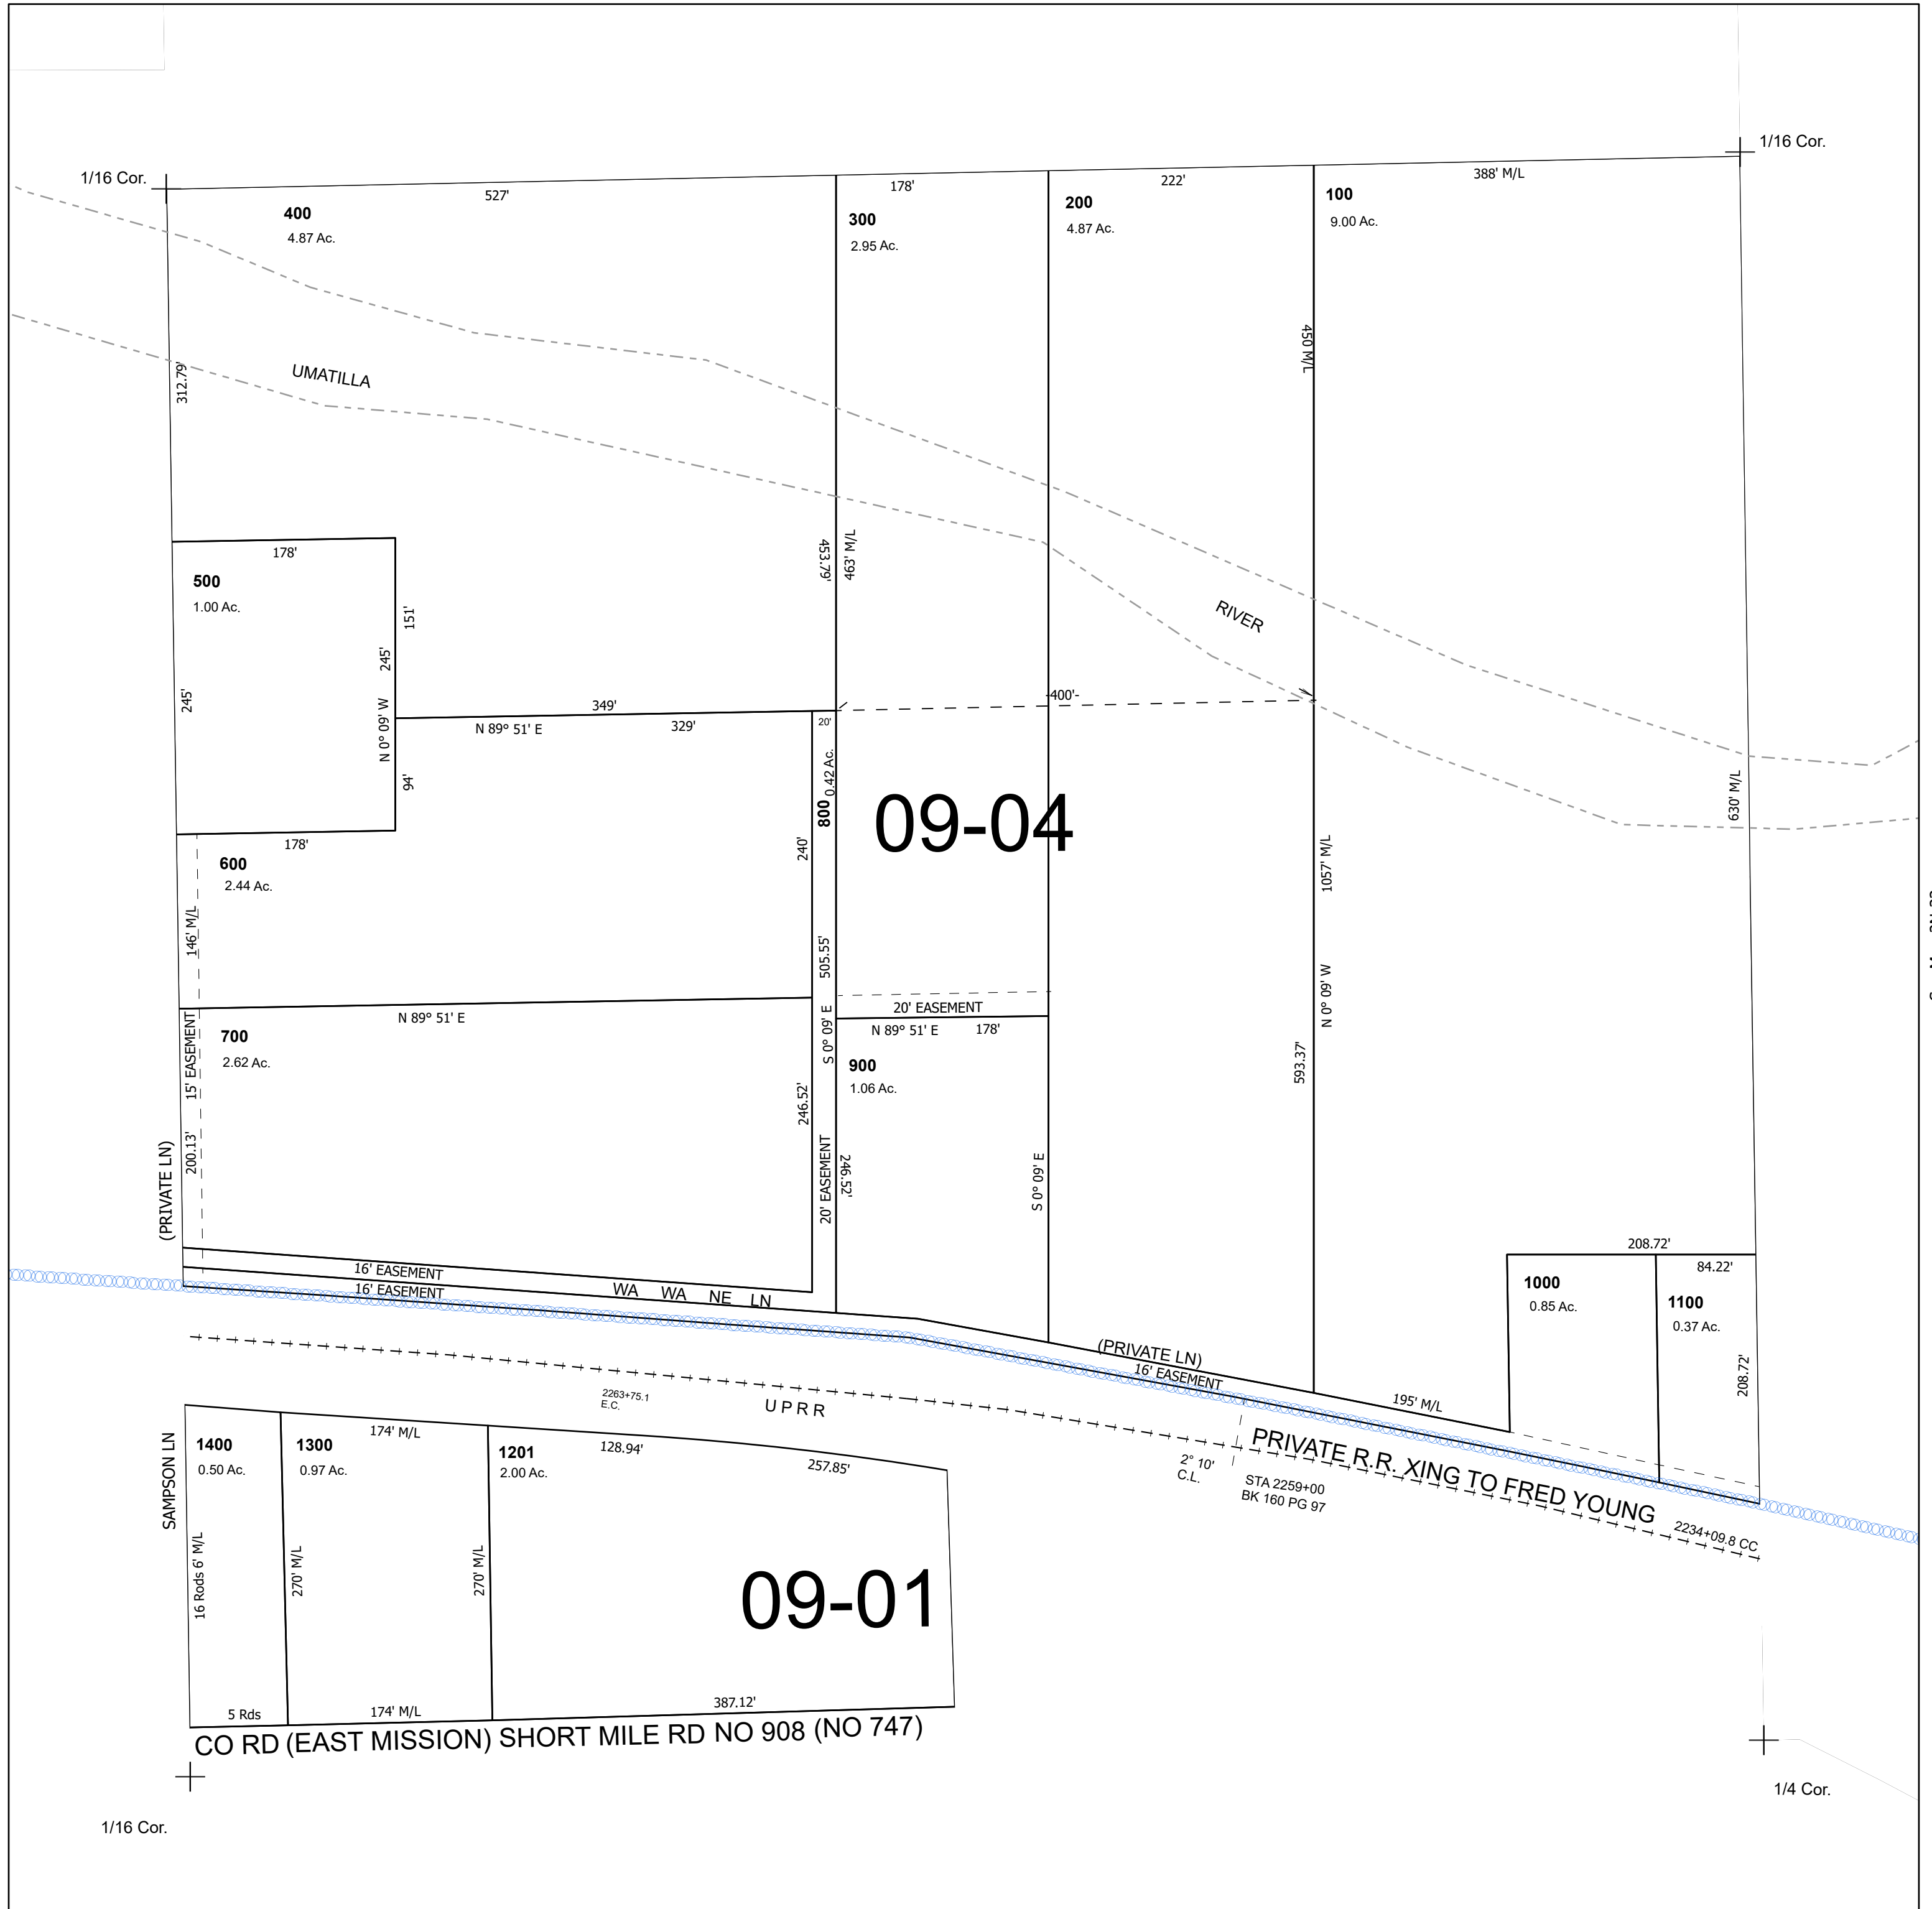 1/16 Cor.
1/16 Cor.
527'
178'
222'
388' M/L
400
4.87 Ac.
300
2.95 Ac.
200
4.87 Ac.
100
9.00 Ac.
312.79'
UMATILLA
450 M/L
453.79'
493' M/L
RIVER
178'
500
1.00 Ac.
151'
245'
245'
N 0° 09' W
94'
178'
349'
N 89° 51' E
329'
20'
-400'-
630' M/L
0.42 Ac.
800
09-04
240'
1057' M/L
N 0° 09' W
593.37'
600
2.44 Ac.
146' M/L
505.55'
S 0° 09' E
20' EASEMENT
20' EASEMENT
N 89° 51' E
178'
N 89° 51' E
700
2.62 Ac.
15' EASEMENT
200.13'
(PRIVATE LN)
246.52'
246.52'
900
1.06 Ac.
S 0° 09' E
16' EASEMENT
16' EASEMENT
WA WA NE LN
(PRIVATE LN)
16' EASEMENT
195' M/L
208.72'
84.22'
1000
0.85 Ac.
1100
0.37 Ac.
208.72'
2263+75.1
E.C.
U P R R
2° 10'
C.L.
STA 2259+00
BK 160 PG 97
PRIVATE R.R. XING TO FRED YOUNG
2234+09.8 CC
SAMPSON LN
1400
0.50 Ac.
1300
0.97 Ac.
174' M/L
1201
2.00 Ac.
128.94'
257.85'
16 Rods 6' M/L
270' M/L
270' M/L
09-01
5 Rds
174' M/L
387.12'
CO RD (EAST MISSION) SHORT MILE RD NO 908 (NO 747)
1/16 Cor.
1/4 Cor.